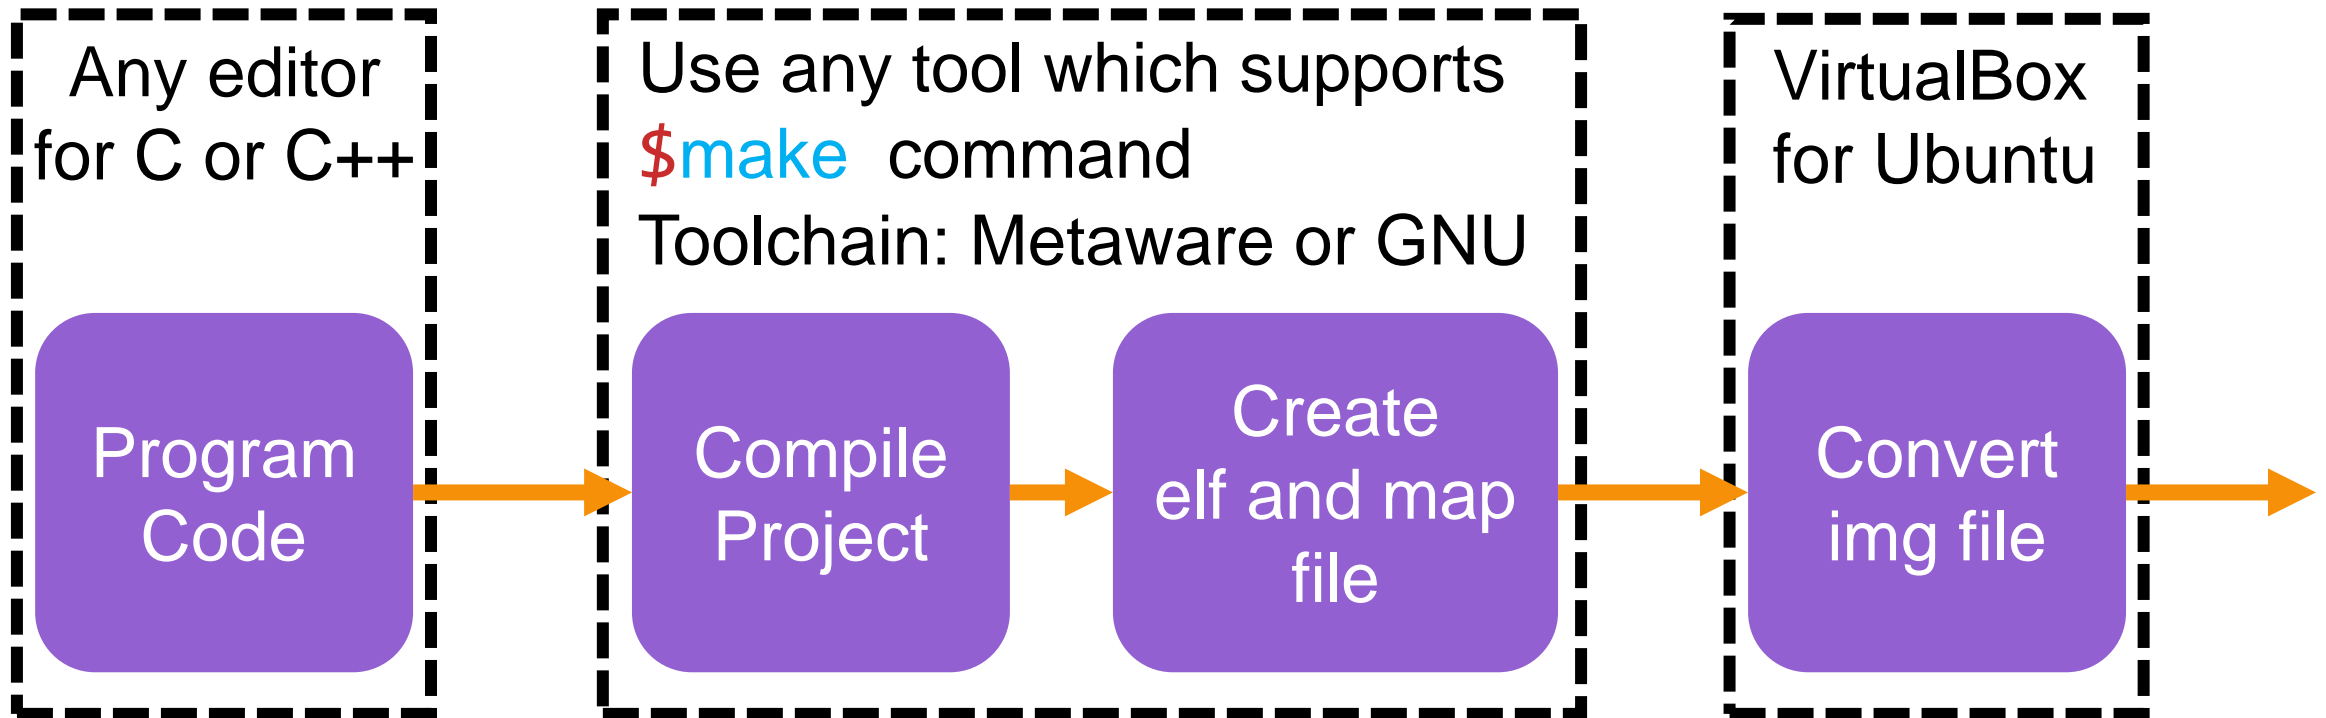 Any editor
for C or C++
Program
Code
Use any tool which supports
$make command
Toolchain: Metaware or GNU
Compile
Project
Create
elf and map
file
VirtualBox
for Ubuntu
Convert
img file